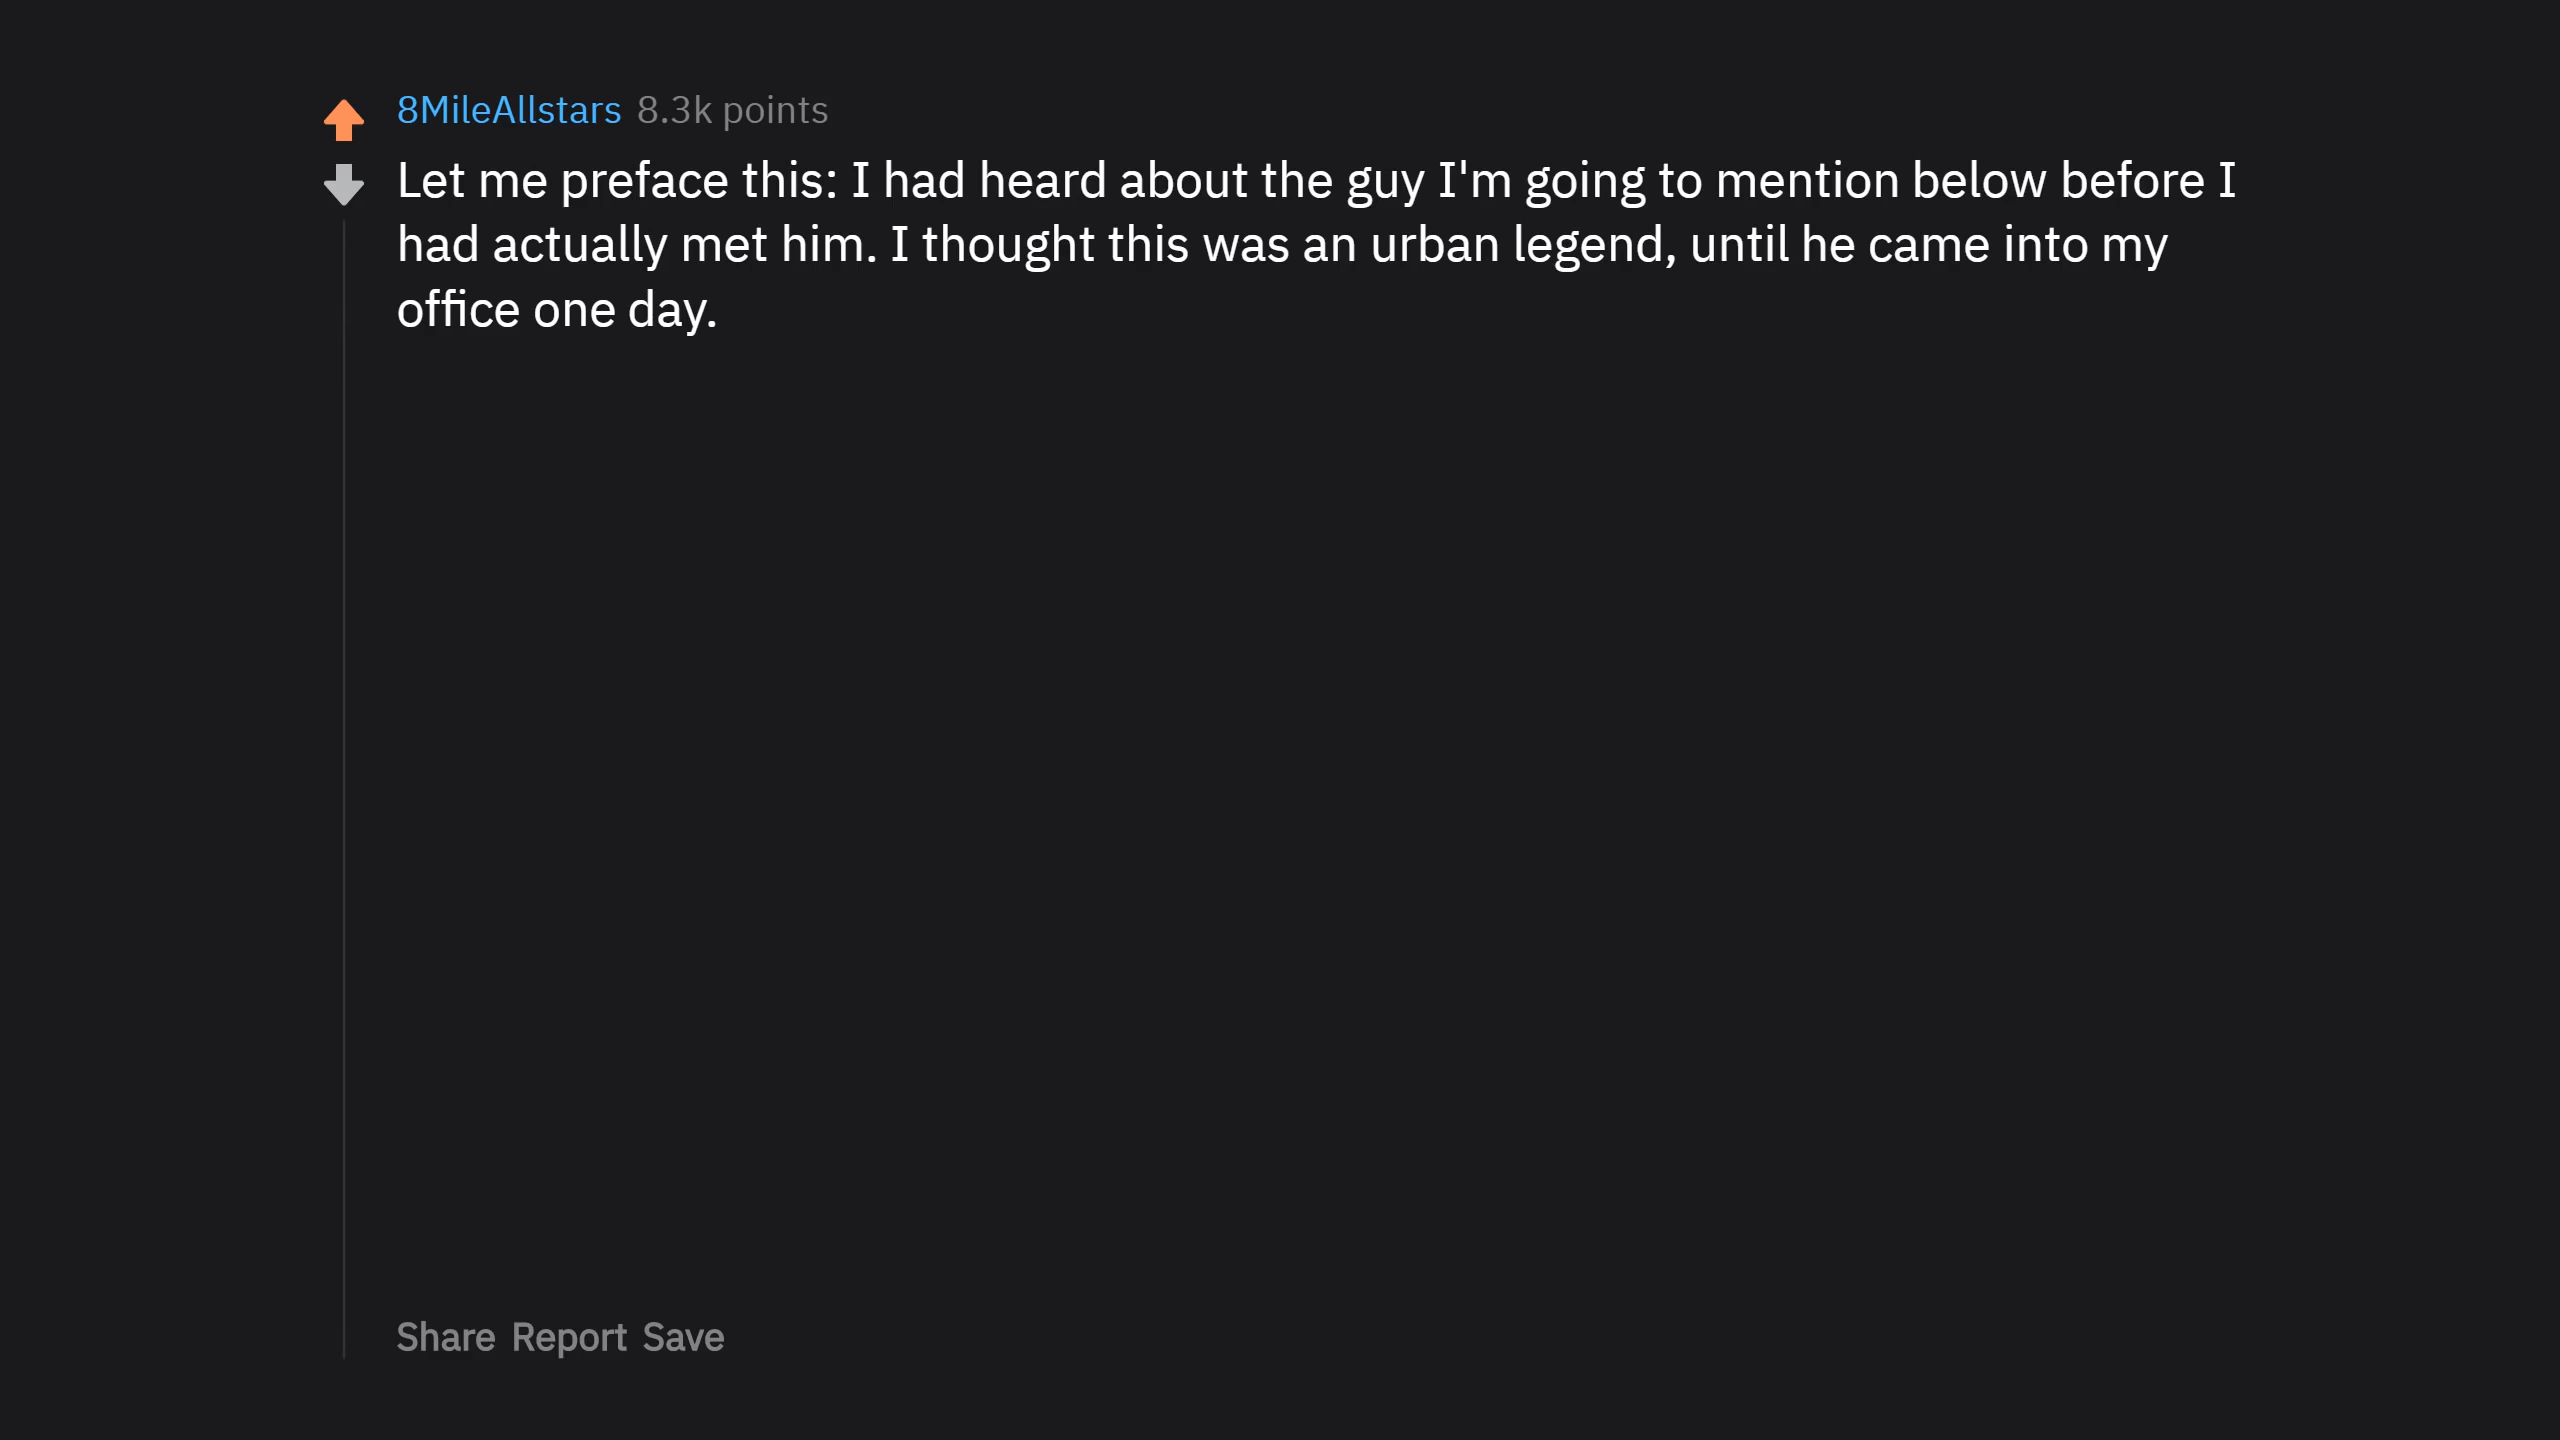 8MileAllstars 8.3k points
Let me preface this: I had heard about the guy I'm going to mention below before I
had actually met him. I thought this was an urban legend, until he came into my
office one day.
Share Report Save